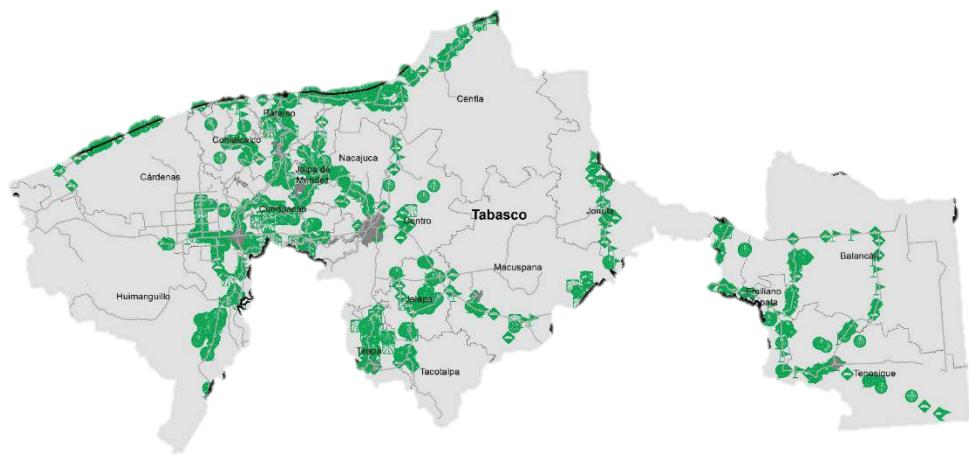 Centla
Paraíso
Comalcalco
Nacajuca
Jalpa de
Méndez
Cárdenas
Cunduacán
Tabasco
Centro
Jonuta
Balancán
Macuspana
Huimanguillo
Jalapa
Emiliano
Zapata
Teapa
Tacotalpa
Tenosique